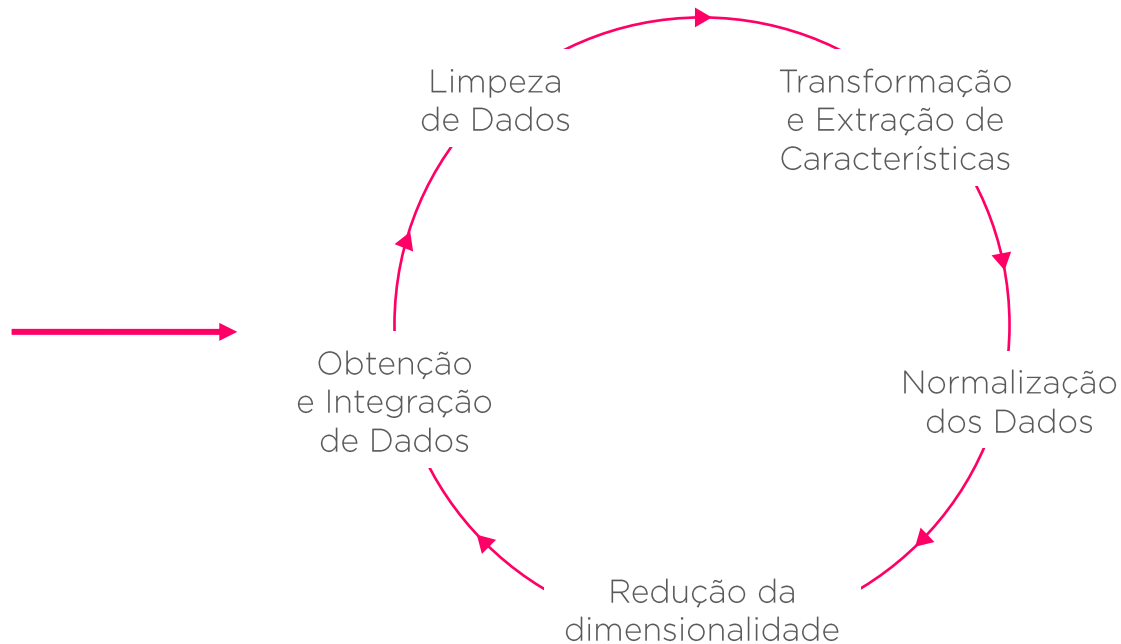 Limpeza
de Dados
Transformação
e Extração de
Características
Obtenção
e Integração
de Dados
Normalização
dos Dados
Redução da
dimensionalidade